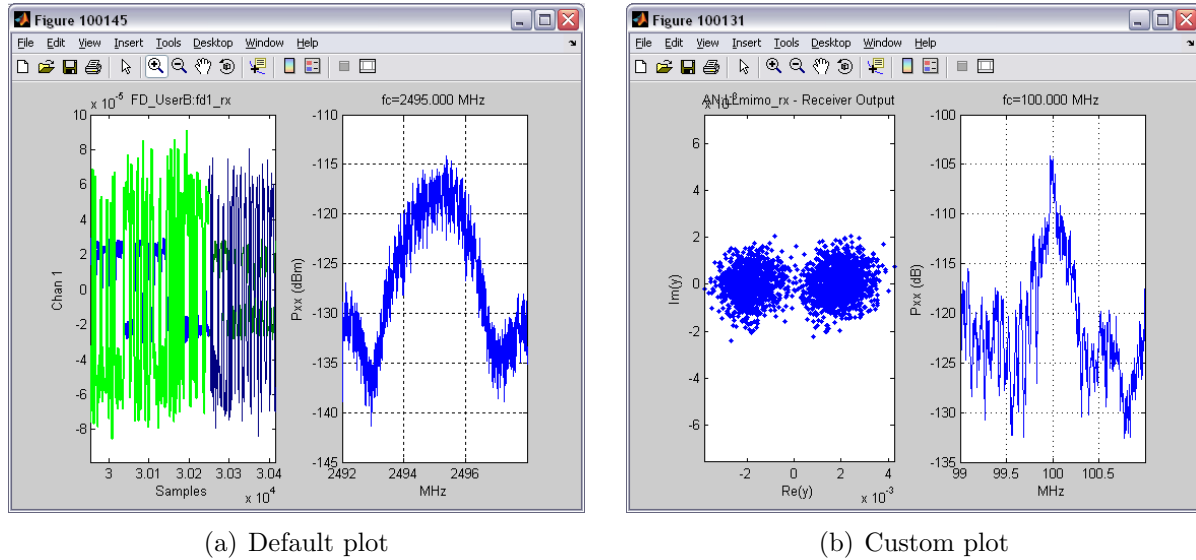 Figure 100145
File Edit View Insert Tools Desktop Window Help
x 10^-5
FD_UserB:fd1_rx
10
8
6
4
2
0
-2
-4
-6
-8
Chan 1
3 3.01 3.02 3.03 3.04
Samples
x 10^4
fc=2495.000 MHz
-110
-115
-120
-125
-130
-135
-140
-145
Pxx (dBm)
2492 2494 2496
MHz
(a) Default plot
Figure 100131
File Edit View Insert Tools Desktop Window Help
mimo_rx - Receiver Output
6
4
2
0
-2
-4
-6
Im(y)
-2 0 2 4
Re(y)
x 10^-3
fc=100.000 MHz
-95
-100
-105
-110
-115
-120
-125
-130
-135
Pxx (dB)
99 99.5 100 100.5
MHz
(b) Custom plot